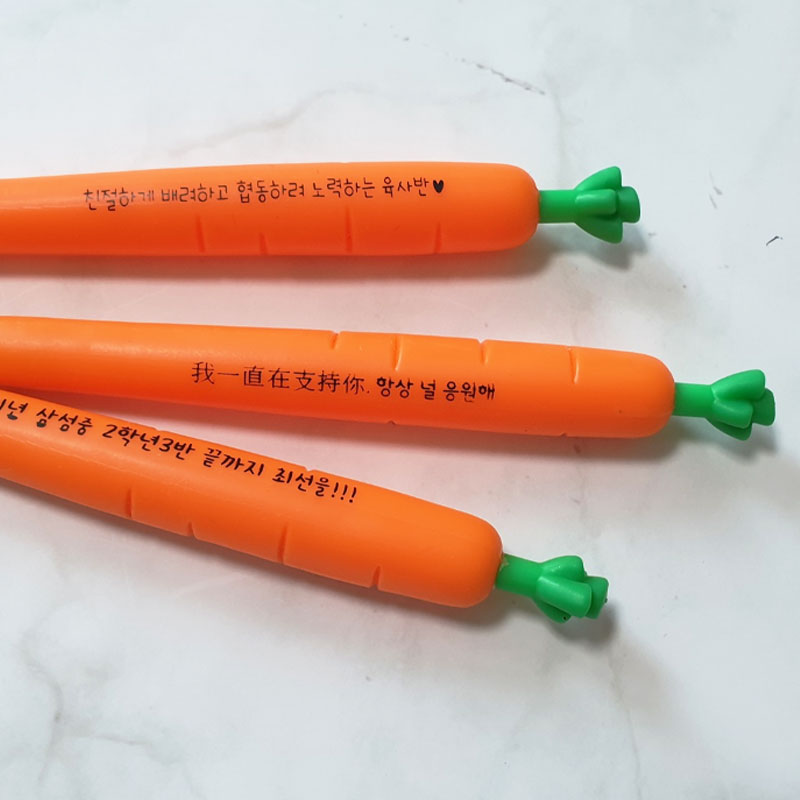 친절하게 배려하고 협동하려 노력하는 육사반♥
我一直在支持你. 항상 널 응원해
년 삼성중 2학년3반 끝까지 최선을!!!